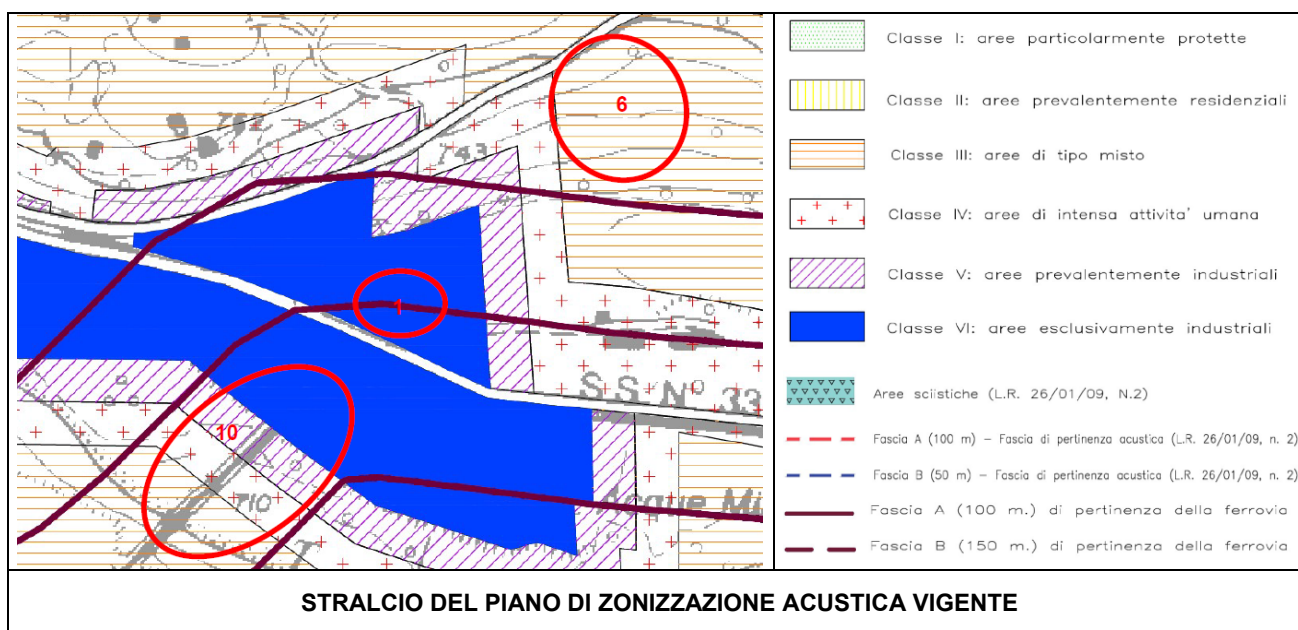 752
743
6
1
S.S. N° 33
10
710
Acque Mi
Classe I: aree particolarmente protette
Classe II: aree prevalentemente residenziali
Classe III: aree di tipo misto
Classe IV: aree di intensa attivita' umana
Classe V: aree prevalentemente industriali
Classe VI: aree esclusivamente industriali
Aree sciistiche (L.R. 26/01/09, N.2)
Fascia A (100 m) – Fascia di pertinenza acustica (L.R. 26/01/09, n. 2)
Fascia B (50 m) – Fascia di pertinenza acustica (L.R. 26/01/09, n. 2)
Fascia A (100 m.) di pertinenza della ferrovia
Fascia B (150 m.) di pertinenza della ferrovia
STRALCIO DEL PIANO DI ZONIZZAZIONE ACUSTICA VIGENTE